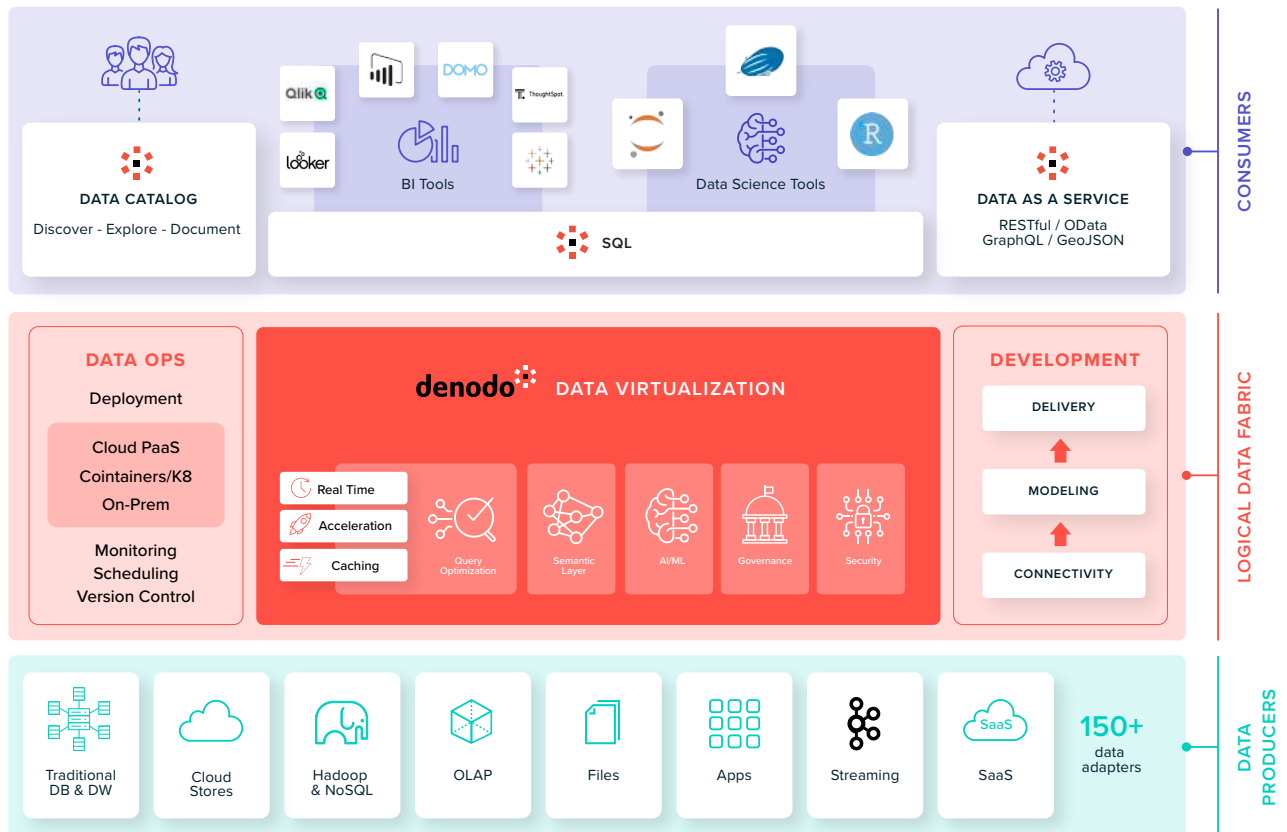 Qlik
DOMO
ThoughtSpot.
looker
BI Tools
Data Science Tools
R
DATA CATALOG
Discover - Explore - Document
SQL
DATA AS A SERVICE
RESTful / OData
GraphQL / GeoJSON
CONSUMERS
DATA OPS
Deployment
Cloud PaaS
Cointainers/K8
On-Prem
Monitoring
Scheduling
Version Control
denodo DATA VIRTUALIZATION
Real Time
Acceleration
Caching
Query
Optimization
Semantic
Layer
AI/ML
Governance
Security
DEVELOPMENT
DELIVERY
MODELING
CONNECTIVITY
LOGICAL DATA FABRIC
Traditional
DB & DW
Cloud
Stores
Hadoop
& NoSQL
OLAP
Files
Apps
Streaming
SaaS
SaaS
150+
data
adapters
DATA
PRODUCERS